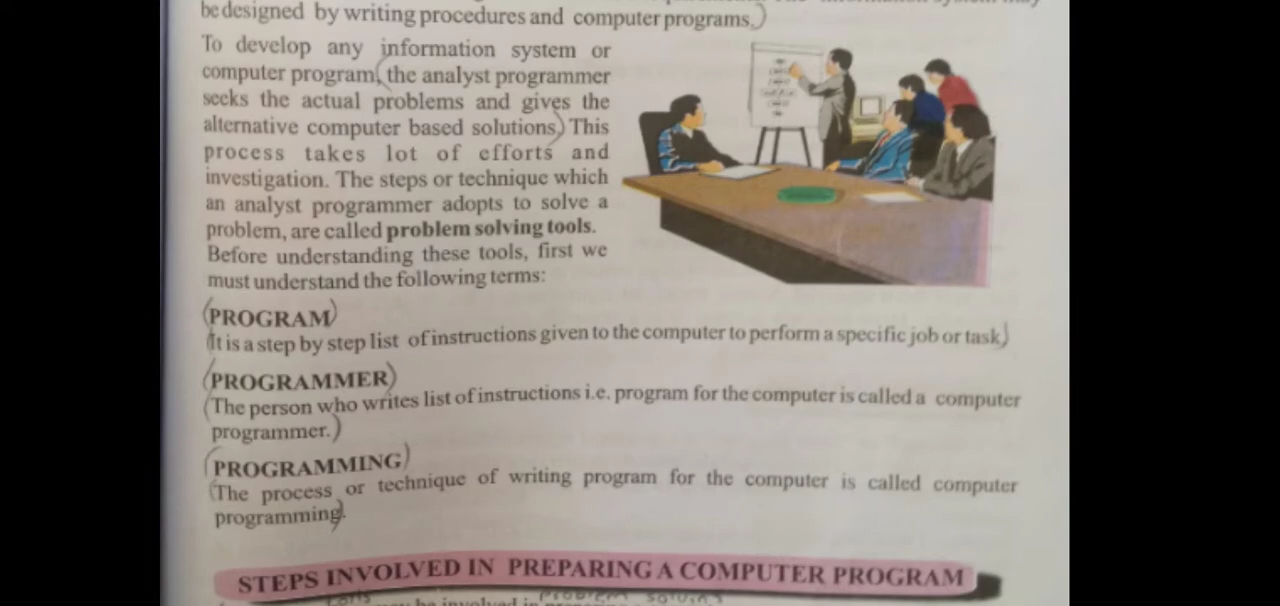 be designed by writing procedures and computer programs.)
To develop any information system or
computer program, (the analyst programmer
seeks the actual problems and gives the
alternative computer based solutions.) This
process takes lot of efforts and
investigation. The steps or technique which
an analyst programmer adopts to solve a
problem, are called problem solving tools.
Before understanding these tools, first we
must understand the following terms:
(PROGRAM)
(It is a step by step list of instructions given to the computer to perform a specific job or task)
(PROGRAMMER)
(The person who writes list of instructions i.e. program for the computer is called a computer
programmer.)
(PROGRAMMING)
(The process or technique of writing program for the computer is called computer
programming).
STEPS INVOLVED IN PREPARING A COMPUTER PROGRAM
be involved in